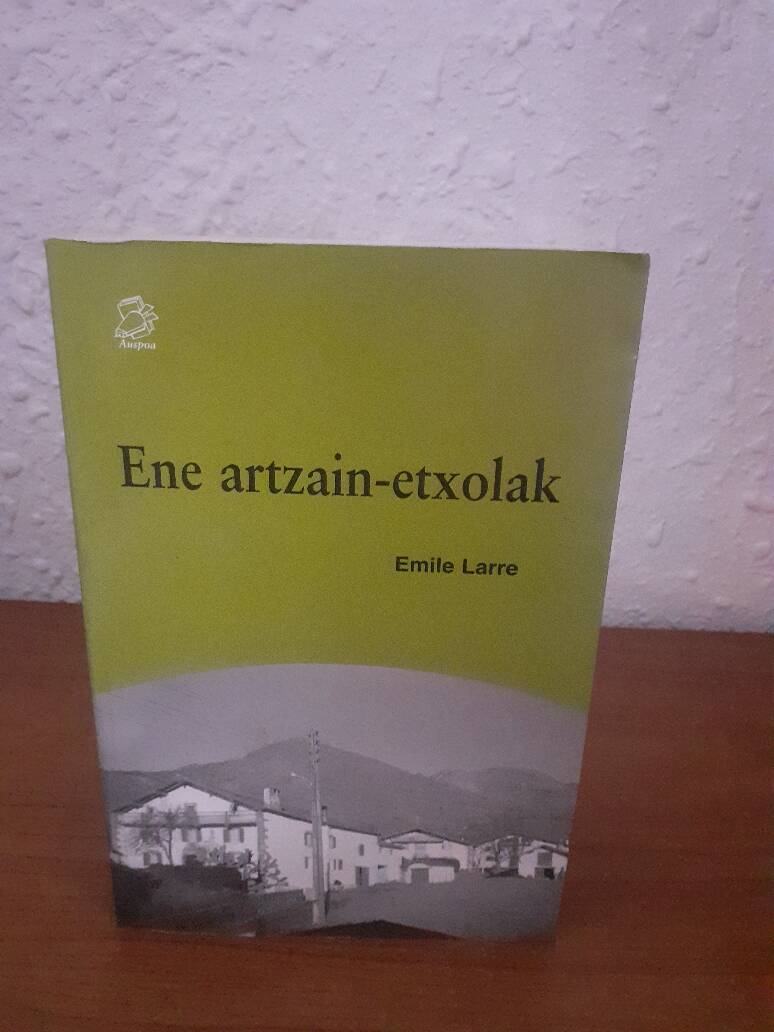 Auspoa
Ene artzain-etxolak
Emile Larre